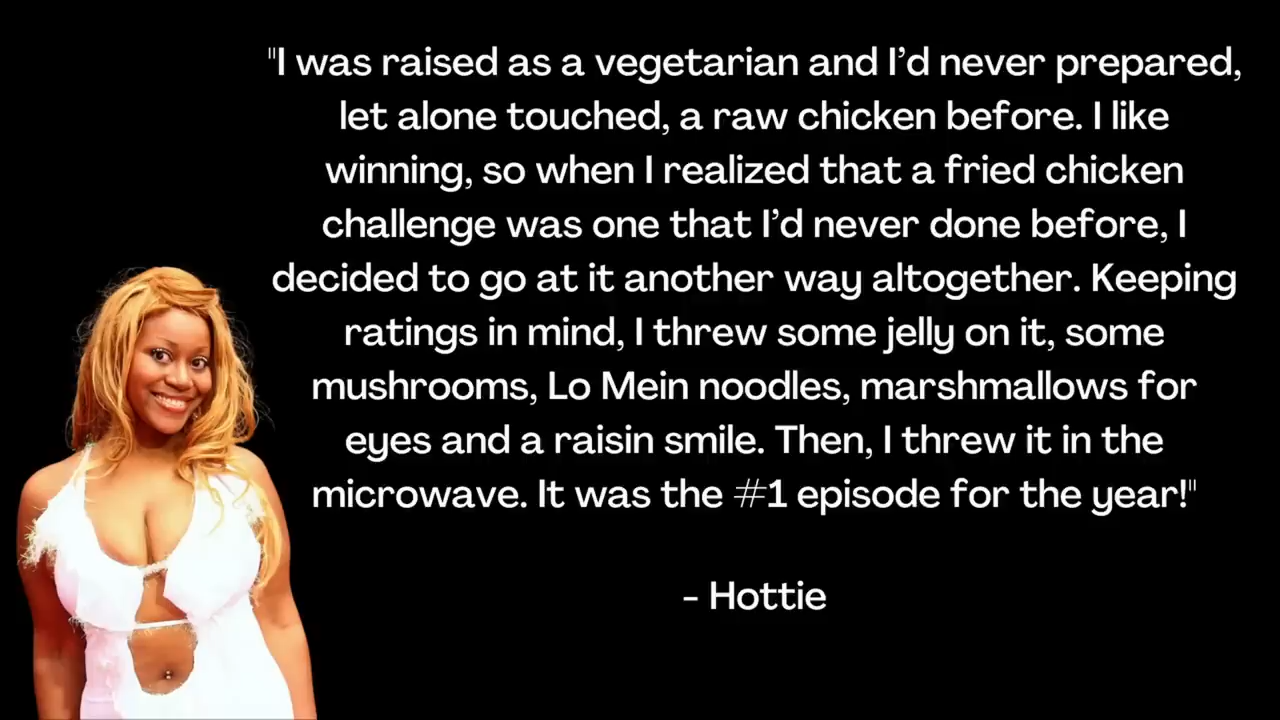 "I was raised as a vegetarian and I’d never prepared,
let alone touched, a raw chicken before. I like
winning, so when I realized that a fried chicken
challenge was one that I’d never done before, I
decided to go at it another way altogether. Keeping
ratings in mind, I threw some jelly on it, some
mushrooms, Lo Mein noodles, marshmallows for
eyes and a raisin smile. Then, I threw it in the
microwave. It was the #1 episode for the year!"
- Hottie